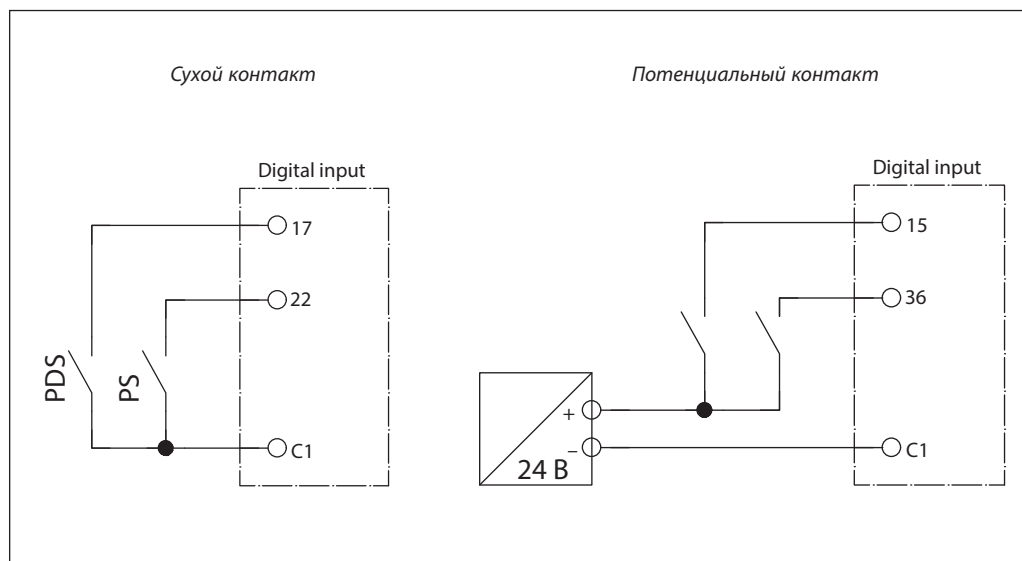 Сухой контакт
Digital input
17
22
PDS
PS
C1
Потенциальный контакт
Digital input
15
36
+
–
24 В
C1